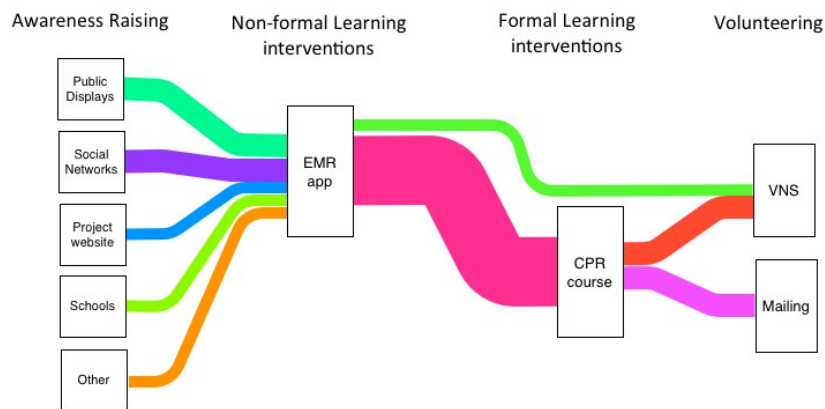 Awareness Raising
Non-formal Learning
interventions
Formal Learning
interventions
Volunteering
Public
Displays
Social
Networks
Project
website
Schools
Other
EMR
app
CPR
course
VNS
Mailing